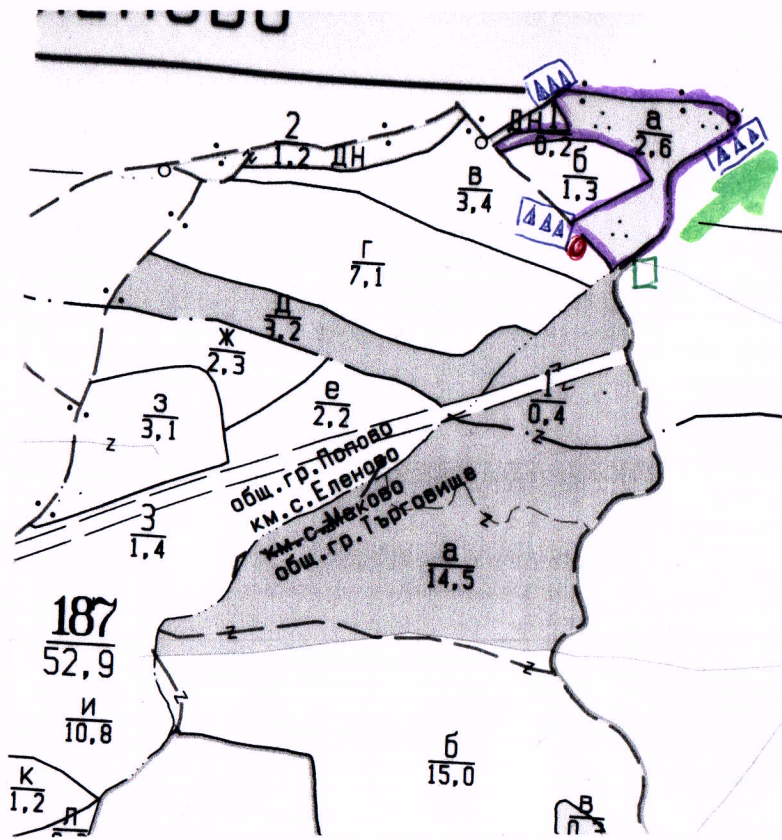 2
1,2 ДН
ДН1
0,2
а
2,6
б
1,3
в
3,4
г
7,1
д
3,2
ж
2,3
е
2,2
1
0,4
з
3,1
z
общ.гр.Попово
км.с.Еленово
км.с.Маково
общ.гр.Търговище
3
1,4
z
z
а
14,5
187
52,9
z
z
z
и
10,8
б
15,0
к
1,2
л
в